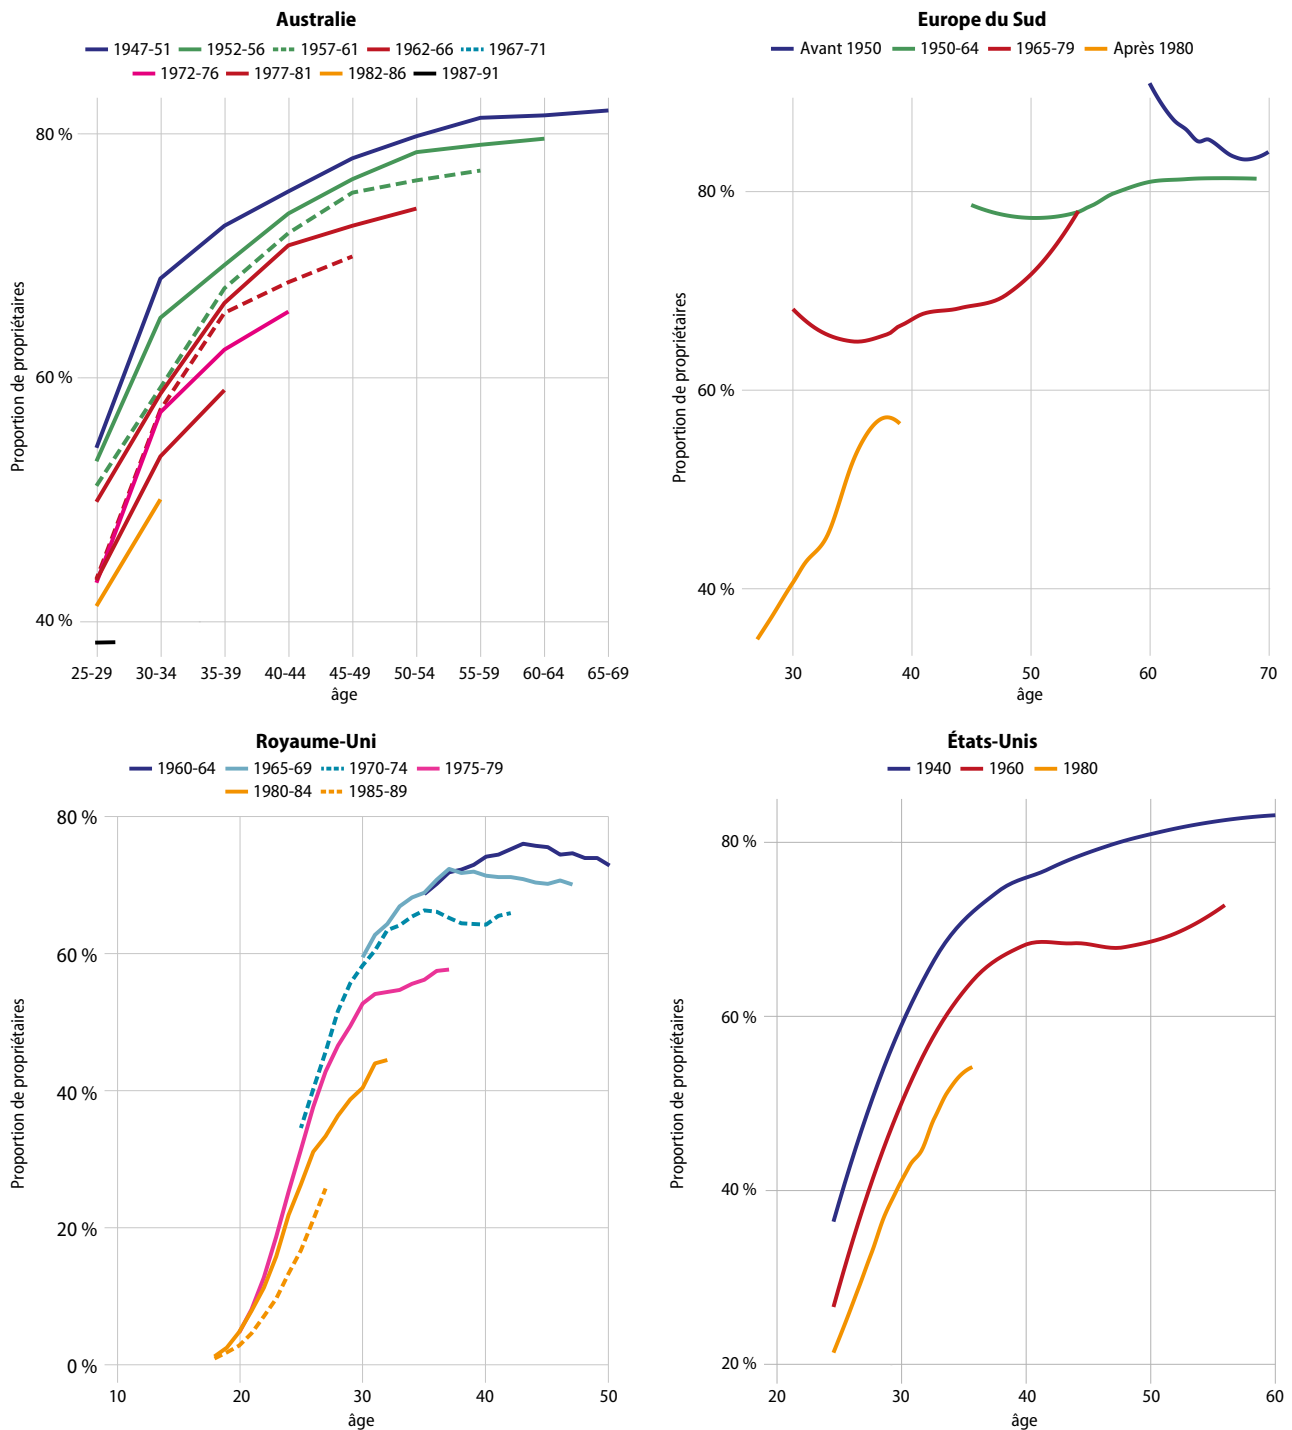 Australie
1947-51 1952-56 1957-61 1962-66 1967-71
1972-76 1977-81 1982-86 1987-91
Proportion de propriétaires
80 %
60 %
40 %
25-29 30-34 35-39 40-44 45-49 50-54 55-59 60-64 65-69
âge
Europe du Sud
Avant 1950 1950-64 1965-79 Après 1980
Proportion de propriétaires
80 %
60 %
40 %
30 40 50 60 70
âge
Royaume-Uni
1960-64 1965-69 1970-74 1975-79
1980-84 1985-89
Proportion de propriétaires
80 %
60 %
40 %
20 %
0 %
10 20 30 40 50
âge
États-Unis
1940 1960 1980
Proportion de propriétaires
80 %
60 %
40 %
20 %
20 30 40 50 60
âge